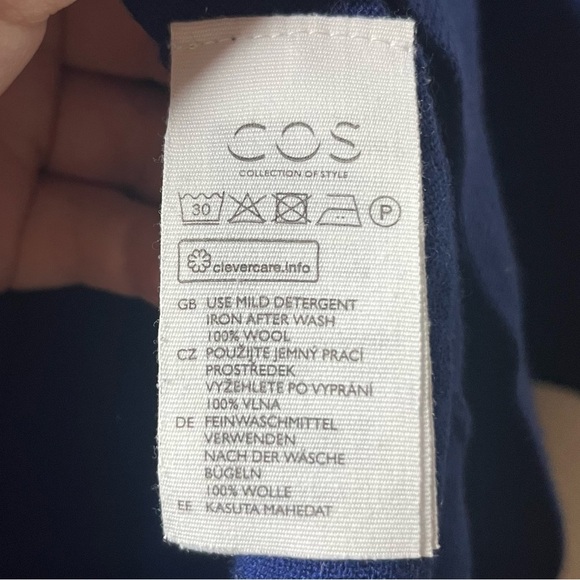 COS
COLLECTION OF STYLE
30 P
clevercare.info
GB USE MILD DETERGENT
IRON AFTER WASH
100% WOOL
CZ POUŽIJTE JEMNÝ PRACÍ
PROSTŘEDEK
VYŽEHLETE PO VYPRÁNÍ
100% VLNA
DE FEINWASCHMITTEL
VERWENDEN
NACH DER WÄSCHE
BÜGELN
100% WOLLE
EE KASUTA MAHEDAT